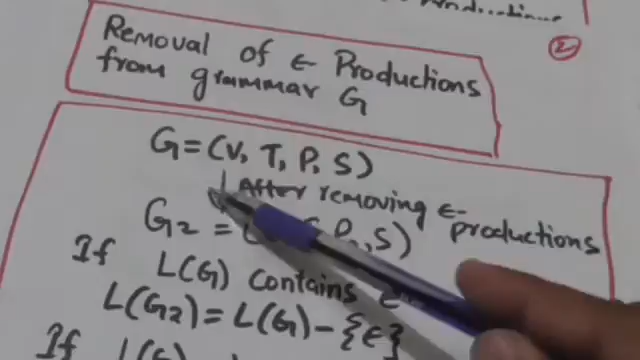 ②
Removal of ϵ Productions
from grammar G
G = (V, T, P, S)
After removing ϵ-
productions
G2 = , S)
If L(G) contains ϵ
L(G2) = L(G) - {ϵ}
If